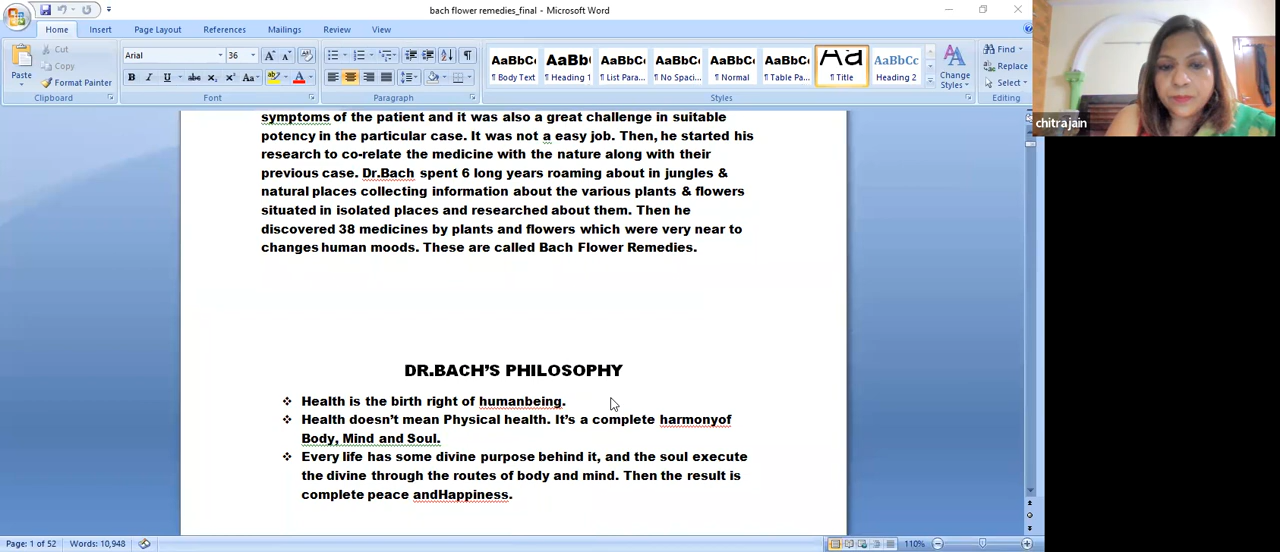 bach flower remedies_final - Microsoft Word
Home Insert Page Layout References Mailings Review View
Cut
Copy
Format Painter
Paste
Clipboard
Arial 36
Font
Paragraph
AaBbC AaBbC AaBbC AaBbC AaBbC AaBbC Aa AaBbCc
¶ Body Text ¶ Heading 1 ¶ List Para... ¶ No Spaci... ¶ Normal ¶ Table Pa... ¶ Title ¶ Heading 2
Change
Styles
Styles
Find
Replace
Select
Editing
chitra jain
symptoms of the patient and it was also a great challenge in suitable
potency in the particular case. It was not a easy job. Then, he started his
research to co-relate the medicine with the nature along with their
previous case. Dr.Bach spent 6 long years roaming about in jungles &
natural places collecting information about the various plants & flowers
situated in isolated places and researched about them. Then he
discovered 38 medicines by plants and flowers which were very near to
changes human moods. These are called Bach Flower Remedies.
DR.BACH'S PHILOSOPHY
❖ Health is the birth right of humanbeing.
❖ Health doesn't mean Physical health. It's a complete harmonyof
Body, Mind and Soul.
❖ Every life has some divine purpose behind it, and the soul execute
the divine through the routes of body and mind. Then the result is
complete peace andHappiness.
Page: 1 of 52 Words: 10,948 110%